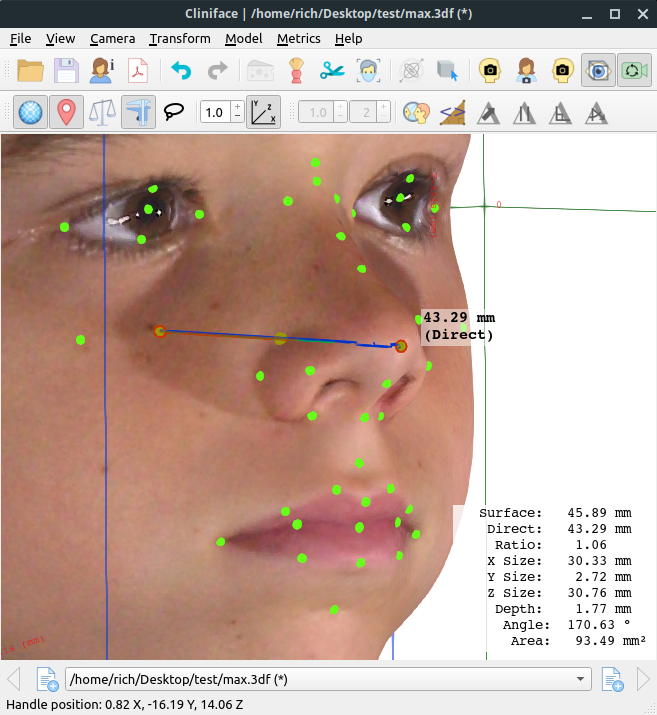 Cliniface | /home/rich/Desktop/test/max.3df (*)
File View Camera Transform Model Metrics Help
1.0 1.0 2
0
43.29 mm
(Direct)
Surface: 45.89 mm
Direct: 43.29 mm
Ratio: 1.06
X Size: 30.33 mm
Y Size: 2.72 mm
Z Size: 30.76 mm
Depth: 1.77 mm
Angle: 170.63 °
Area: 93.49 mm²
(mm)
/home/rich/Desktop/test/max.3df (*)
Handle position: 0.82 X, -16.19 Y, 14.06 Z